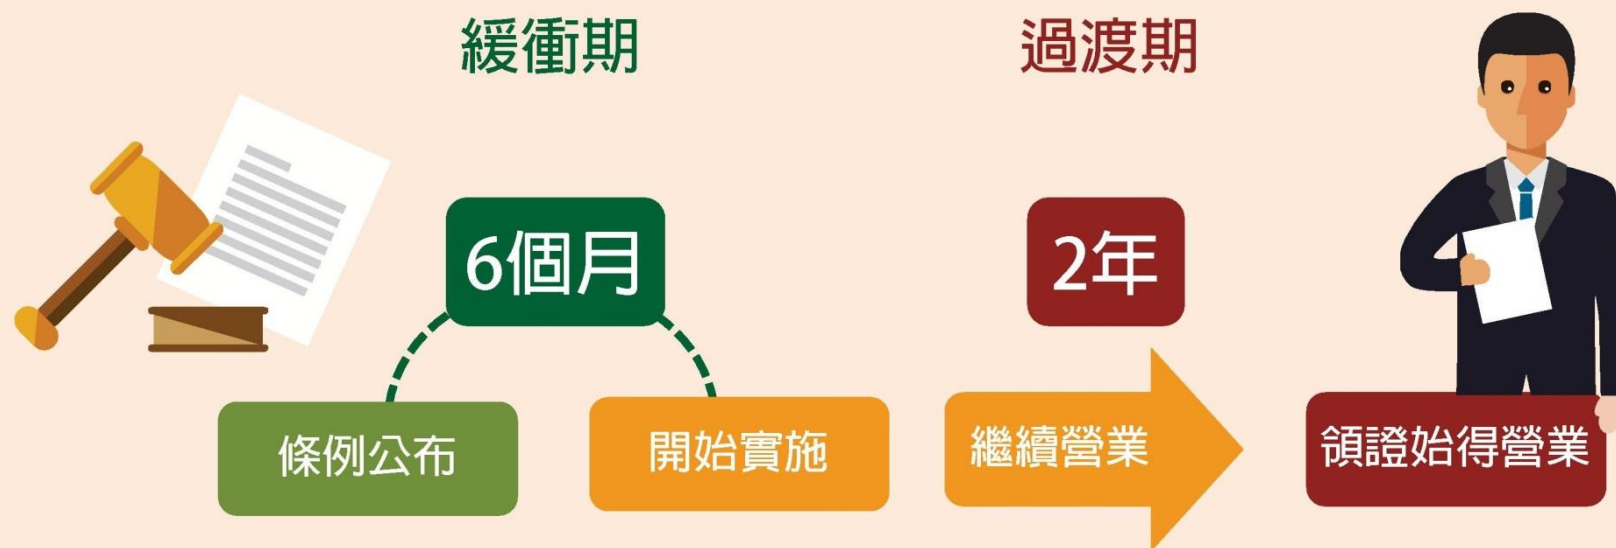 緩衝期
過渡期
6個月
2年
條例公布
開始實施
繼續營業
領證始得營業